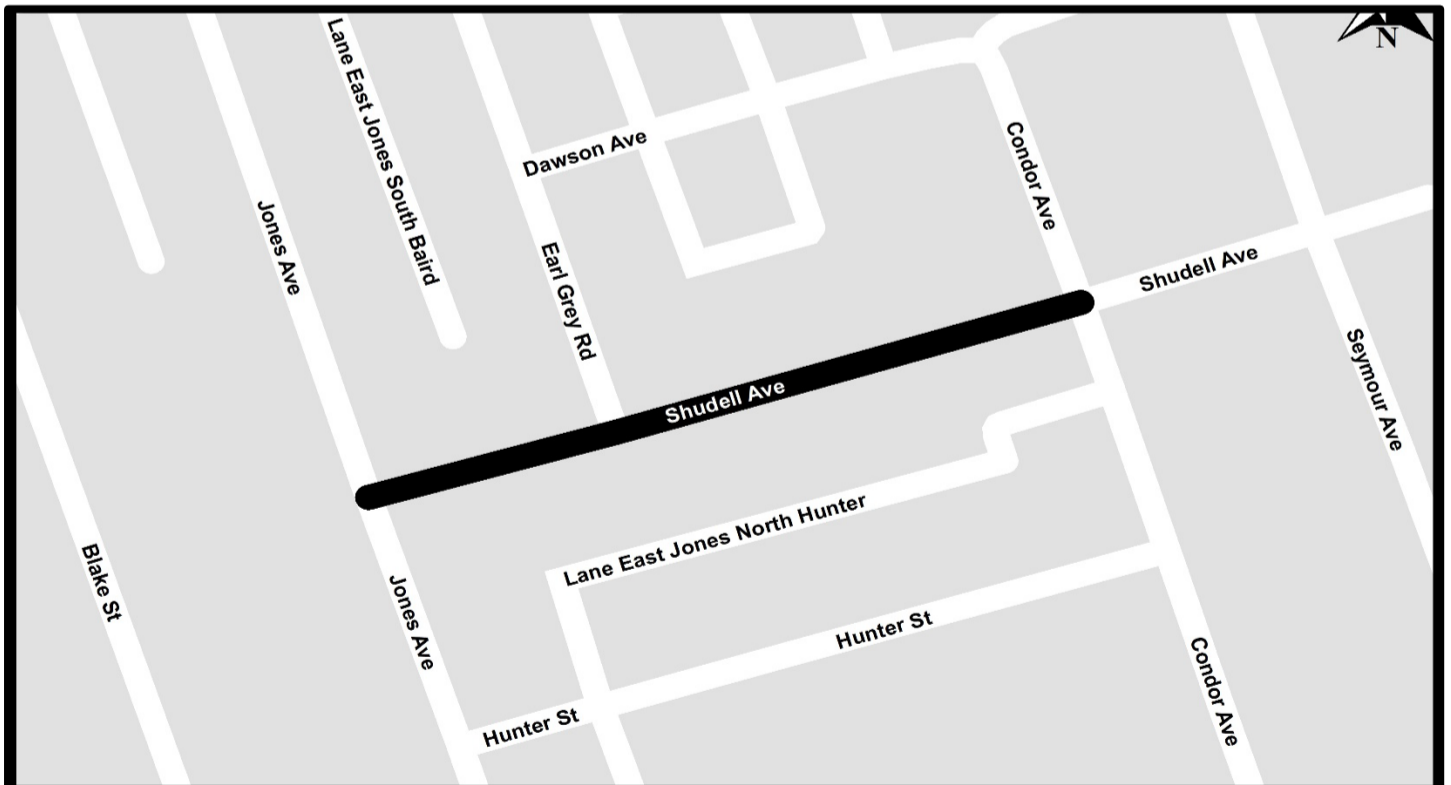 N
Lane East Jones South Baird
Dawson Ave
Condor Ave
Jones Ave
Earl Grey Rd
Shudell Ave
Seymour Ave
Shudell Ave
Lane East Jones North Hunter
Blake St
Jones Ave
Hunter St
Condor Ave
Hunter St